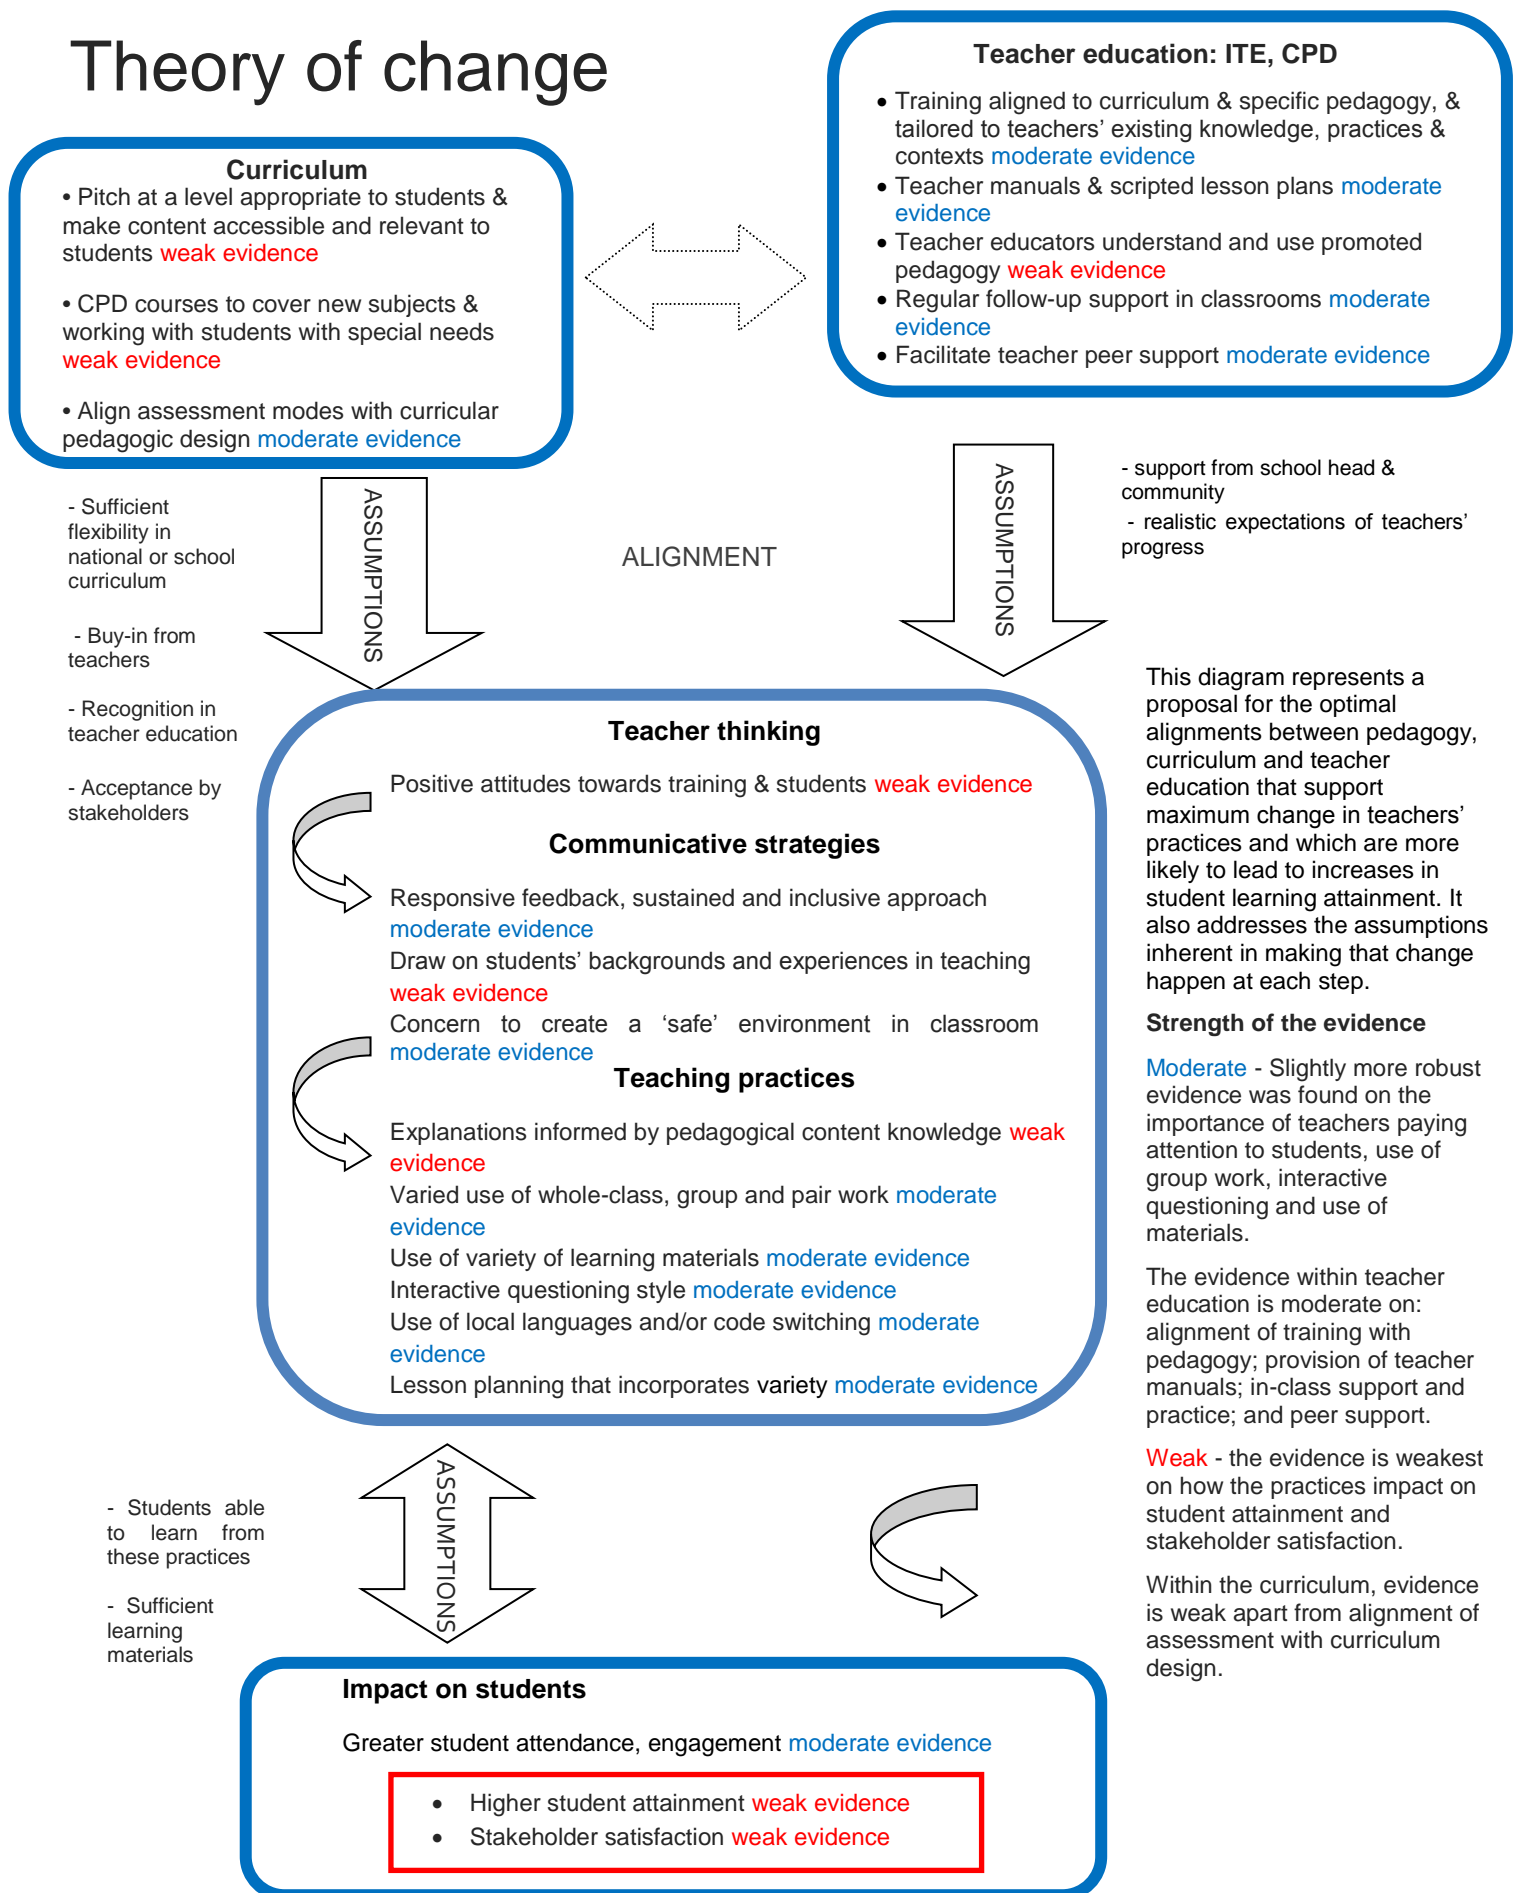 Theory of change
Teacher education: ITE, CPD
• Training aligned to curriculum & specific pedagogy, &
tailored to teachers’ existing knowledge, practices &
contexts moderate evidence
• Teacher manuals & scripted lesson plans moderate
evidence
• Teacher educators understand and use promoted
pedagogy weak evidence
• Regular follow-up support in classrooms moderate
evidence
• Facilitate teacher peer support moderate evidence
Curriculum
• Pitch at a level appropriate to students &
make content accessible and relevant to
students weak evidence
• CPD courses to cover new subjects &
working with students with special needs
weak evidence
• Align assessment modes with curricular
pedagogic design moderate evidence
- Sufficient
flexibility in
national or school
curriculum
- Buy-in from
teachers
- Recognition in
teacher education
- Acceptance by
stakeholders
ASSUMPTIONS
ALIGNMENT
ASSUMPTIONS
- support from school head &
community
- realistic expectations of teachers’
progress
Teacher thinking
Positive attitudes towards training & students weak evidence
Communicative strategies
Responsive feedback, sustained and inclusive approach
moderate evidence
Draw on students’ backgrounds and experiences in teaching
weak evidence
Concern to create a ‘safe’ environment in classroom
moderate evidence
Teaching practices
Explanations informed by pedagogical content knowledge weak
evidence
Varied use of whole-class, group and pair work moderate
evidence
Use of variety of learning materials moderate evidence
Interactive questioning style moderate evidence
Use of local languages and/or code switching moderate
evidence
Lesson planning that incorporates variety moderate evidence
This diagram represents a
proposal for the optimal
alignments between pedagogy,
curriculum and teacher
education that support
maximum change in teachers’
practices and which are more
likely to lead to increases in
student learning attainment. It
also addresses the assumptions
inherent in making that change
happen at each step.
Strength of the evidence
Moderate - Slightly more robust
evidence was found on the
importance of teachers paying
attention to students, use of
group work, interactive
questioning and use of
materials.
The evidence within teacher
education is moderate on:
alignment of training with
pedagogy; provision of teacher
manuals; in-class support and
practice; and peer support.
Weak - the evidence is weakest
on how the practices impact on
student attainment and
stakeholder satisfaction.
Within the curriculum, evidence
is weak apart from alignment of
assessment with curriculum
design.
- Students able
to learn from
these practices
- Sufficient
learning
materials
ASSUMPTIONS
Impact on students
Greater student attendance, engagement moderate evidence
• Higher student attainment weak evidence
• Stakeholder satisfaction weak evidence